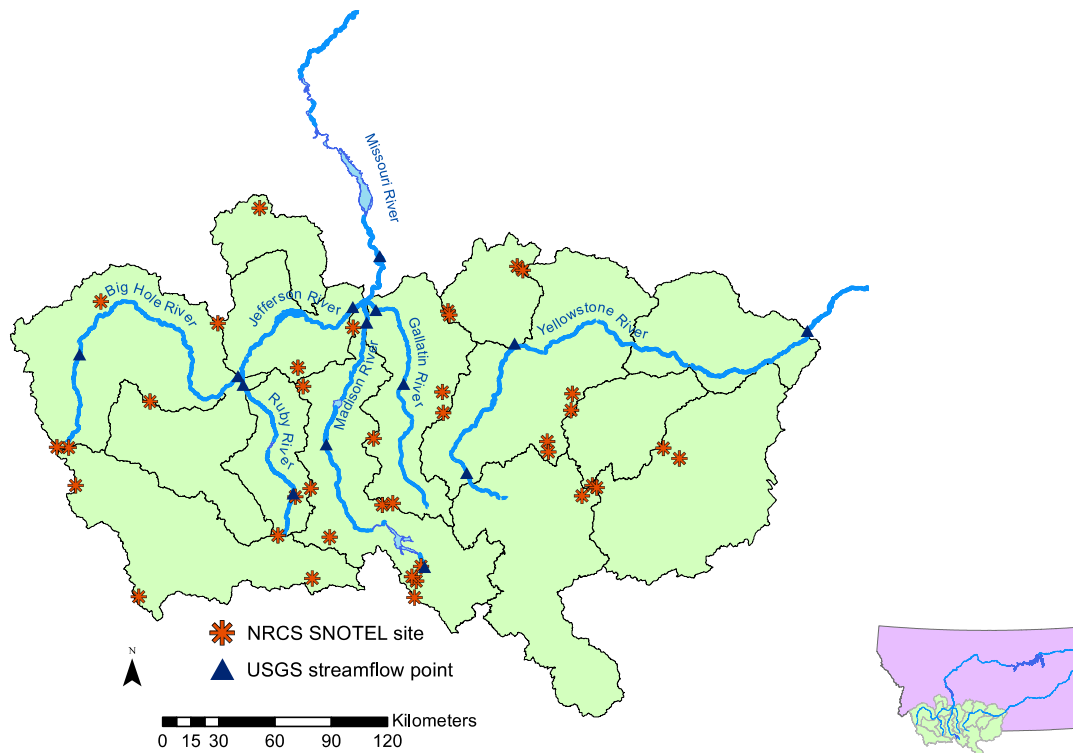 Missouri River
Big Hole River
Jefferson River
Yellowstone River
Gallatin River
Madison River
Ruby River
NRCS SNOTEL site
USGS streamflow point
N
Kilometers
0 15 30 60 90 120